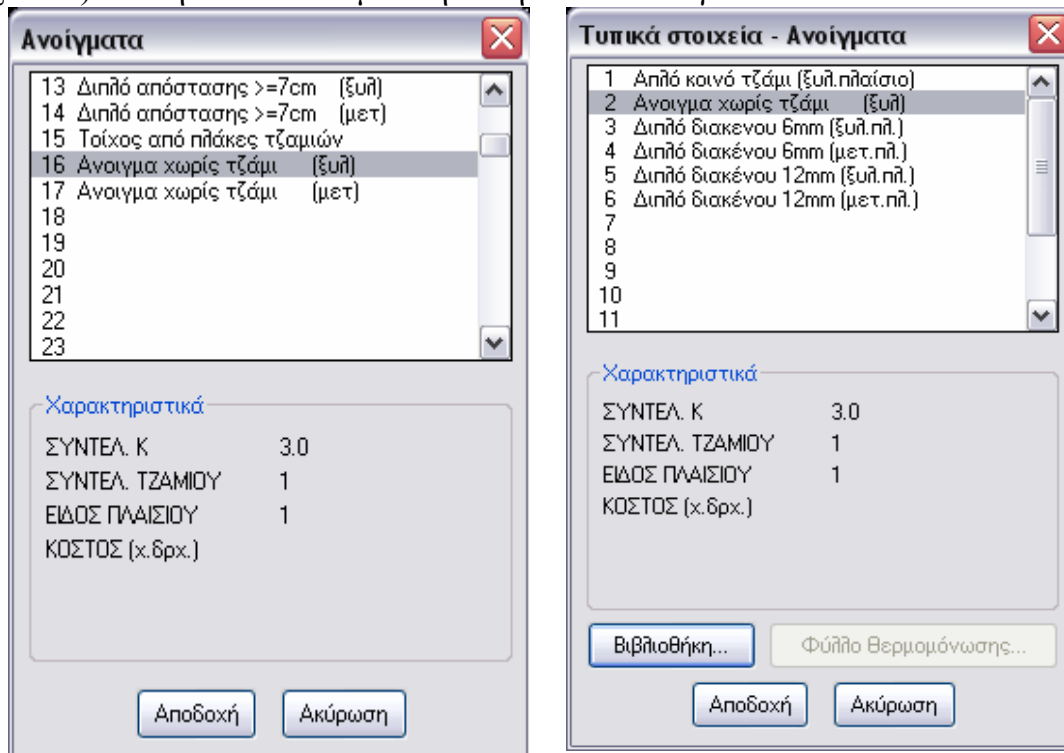 Ανοίγματα
13 Διπλό απόστασης >=7cm (ξυλ)
14 Διπλό απόστασης >=7cm (μετ)
15 Τοίχος από πλάκες τζαμιών
16 Ανοιγμα χωρίς τζάμι (ξυλ)
17 Ανοιγμα χωρίς τζάμι (μετ)
18
19
20
21
22
23
Χαρακτηριστικά
ΣΥΝΤΕΛ. Κ 3.0
ΣΥΝΤΕΛ. ΤΖΑΜΙΟΥ 1
ΕΙΔΟΣ ΠΛΑΙΣΙΟΥ 1
ΚΟΣΤΟΣ (χ.δρχ.)
Αποδοχή Ακύρωση
Τυπικά στοιχεία - Ανοίγματα
1 Απλό κοινό τζάμι (ξυλ.πλαίσιο)
2 Ανοιγμα χωρίς τζάμι (ξυλ)
3 Διπλό διακενου 6mm (ξυλ.πλ.)
4 Διπλό διακένου 6mm (μετ.πλ.)
5 Διπλό διακένου 12mm (ξυλ.πλ.)
6 Διπλό διακένου 12mm (μετ.πλ.)
7
8
9
10
11
Χαρακτηριστικά
ΣΥΝΤΕΛ. Κ 3.0
ΣΥΝΤΕΛ. ΤΖΑΜΙΟΥ 1
ΕΙΔΟΣ ΠΛΑΙΣΙΟΥ 1
ΚΟΣΤΟΣ (χ.δρχ.)
Βιβλιοθήκη... Φύλλο θερμομόνωσης...
Αποδοχή Ακύρωση